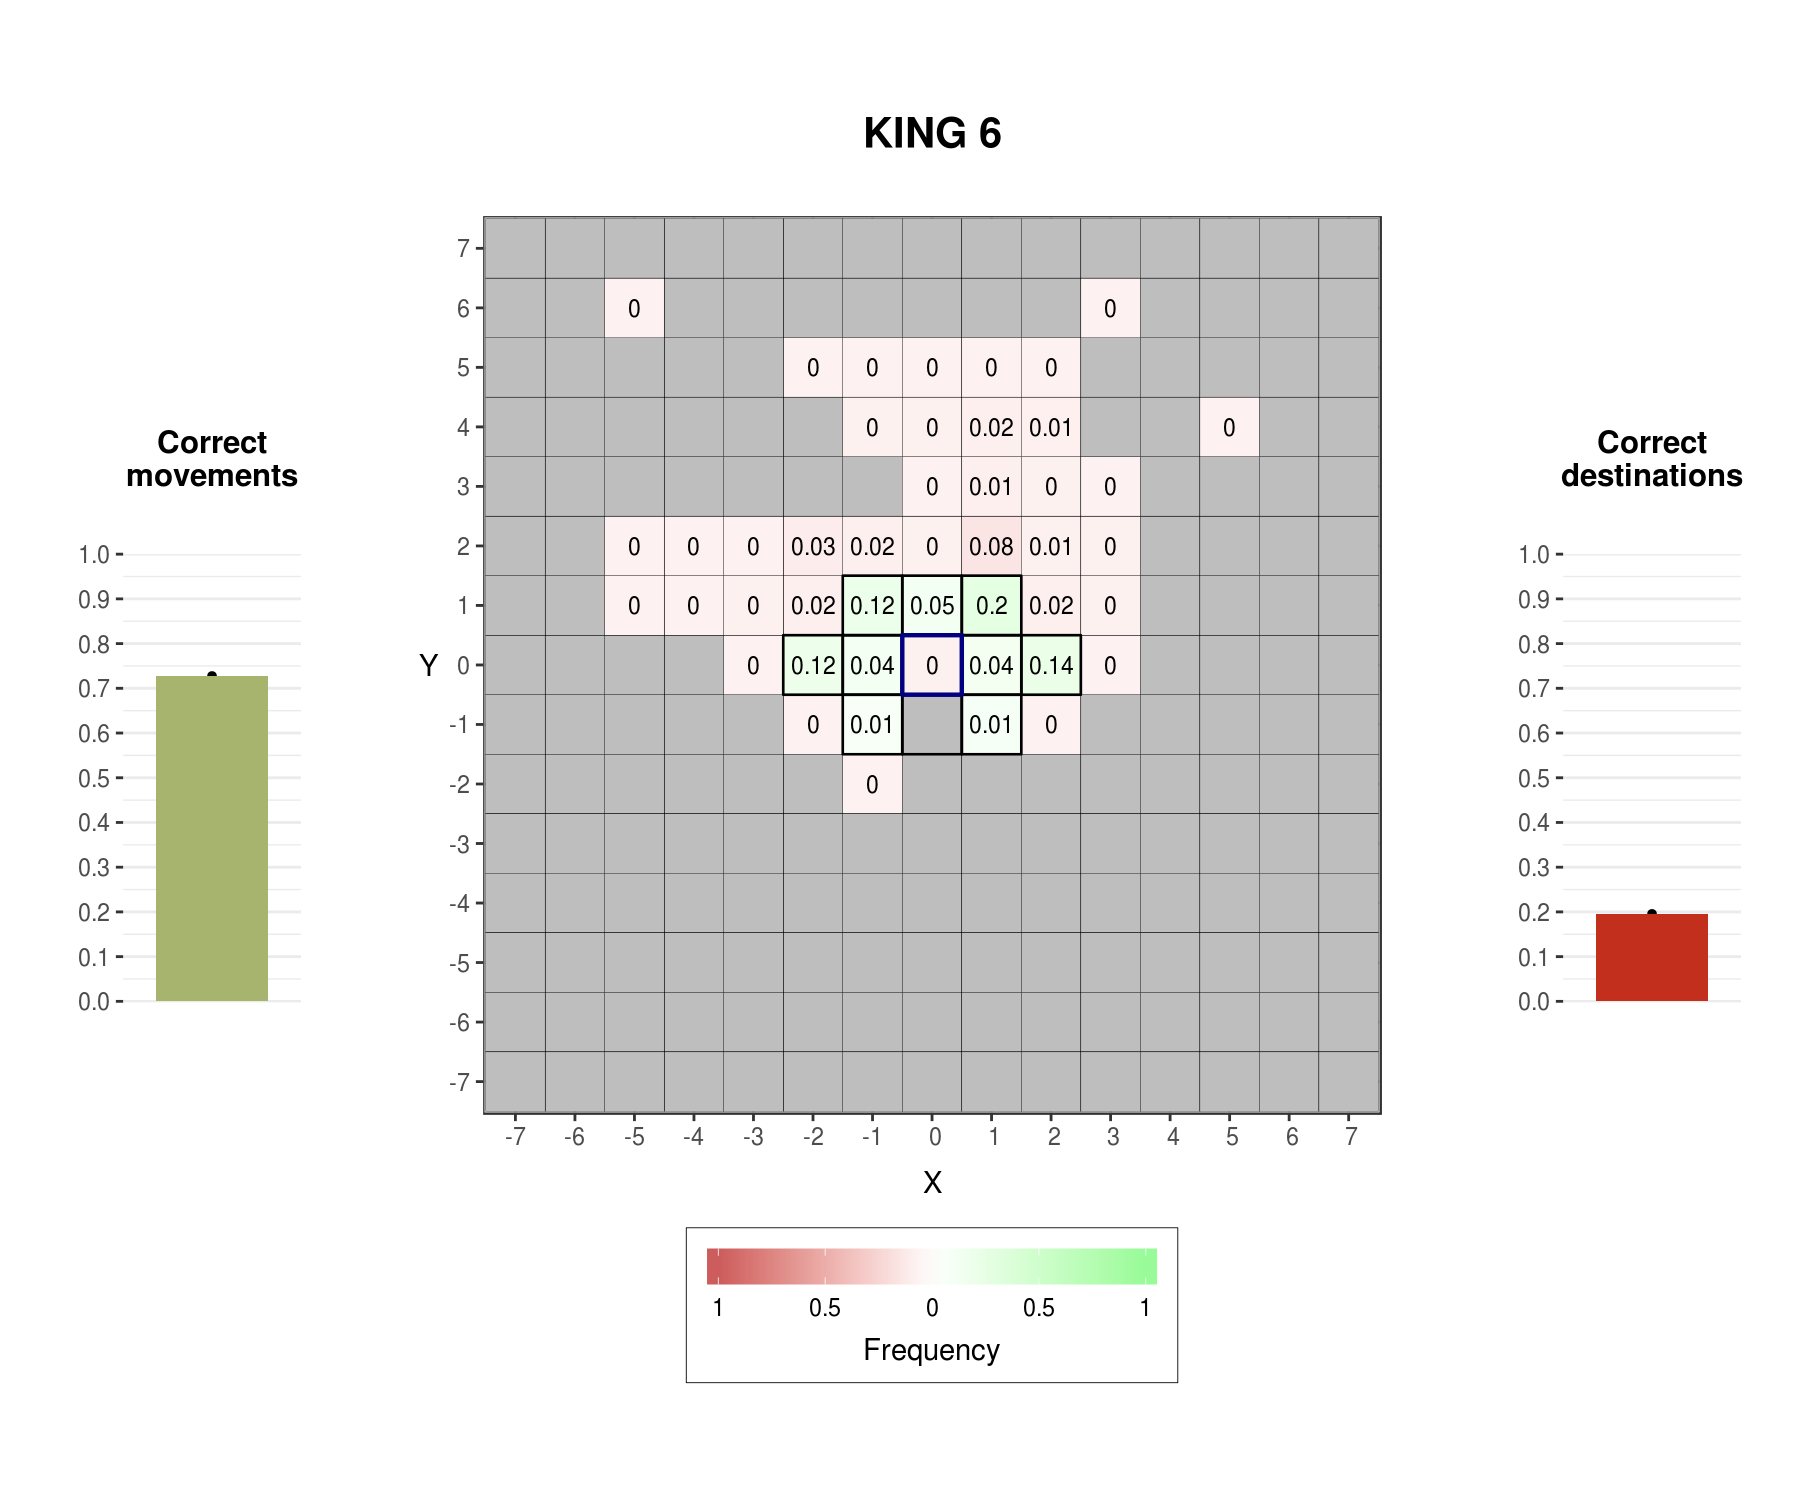 KING 6
Correct
movements
1.0
0.9
0.8
0.7
0.6
0.5
0.4
0.3
0.2
0.1
0.0
Y
7
6 0 0
5 0 0 0 0 0
4 0 0 0.02 0.01 0
3 0 0.01 0 0
2 0 0 0 0.03 0.02 0 0.08 0.01 0
1 0 0 0 0.02 0.12 0.05 0.2 0.02 0
0 0 0.12 0.04 0 0.04 0.14 0
-1 0 0.01 0.01 0
-2 0
-3
-4
-5
-6
-7
-7 -6 -5 -4 -3 -2 -1 0 1 2 3 4 5 6 7
X
1 0.5 0 0.5 1
Frequency
Correct
destinations
1.0
0.9
0.8
0.7
0.6
0.5
0.4
0.3
0.2
0.1
0.0